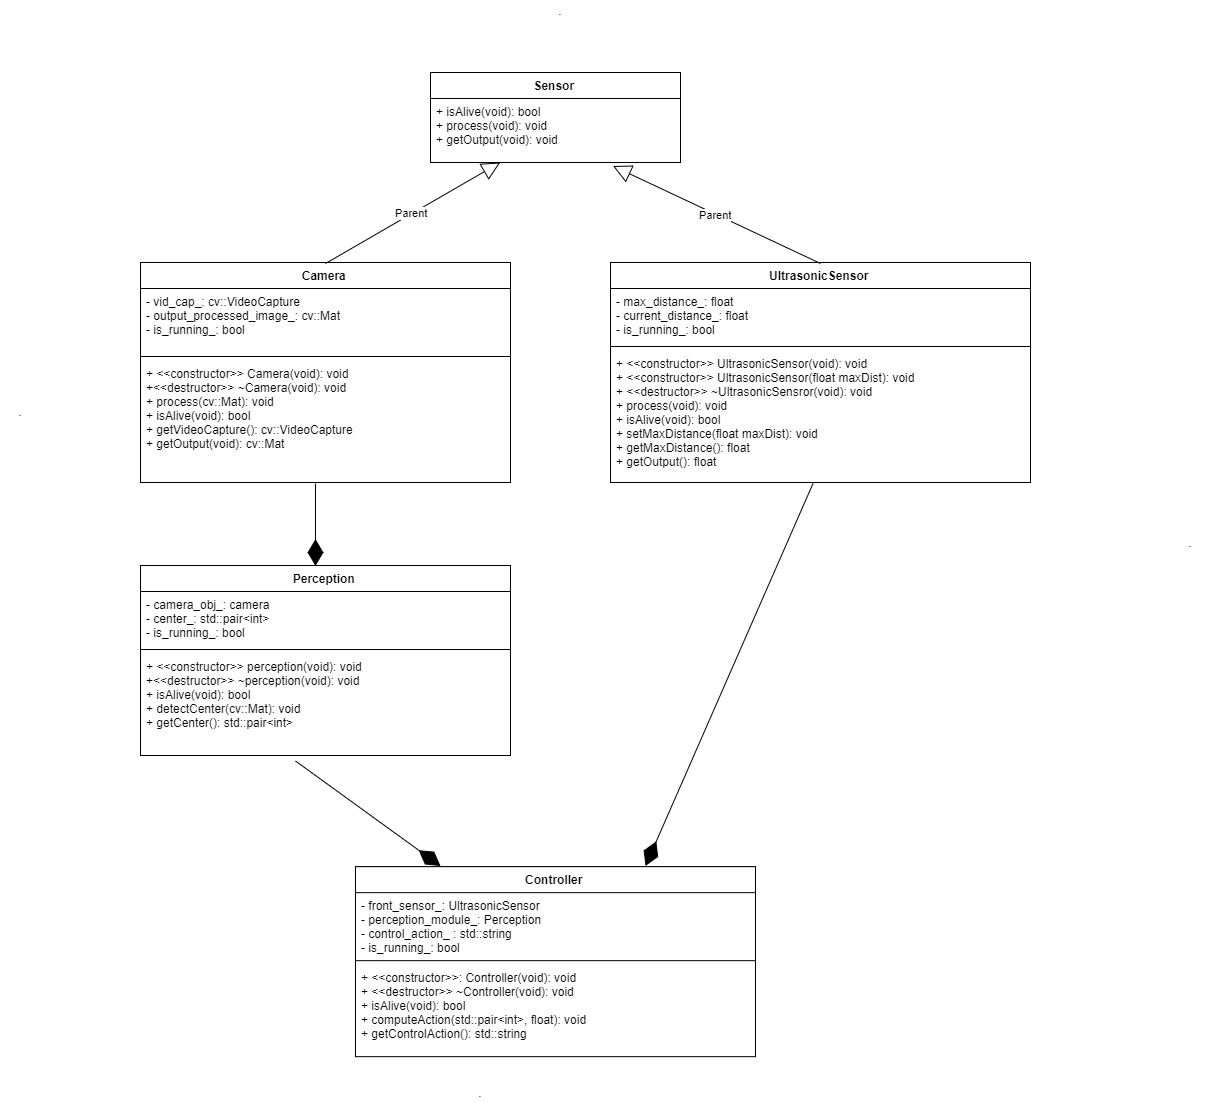 Sensor
+ isAlive(void): bool
+ process(void): void
+ getOutput(void): void
Parent
Parent
Camera
- vid_cap_: cv::VideoCapture
- output_processed_image_: cv::Mat
- is_running_: bool
+ <<constructor>> Camera(void): void
+<<destructor>> ~Camera(void): void
+ process(cv::Mat): void
+ isAlive(void): bool
+ getVideoCapture(): cv::VideoCapture
+ getOutput(void): cv::Mat
UltrasonicSensor
- max_distance_: float
- current_distance_: float
- is_running_: bool
+ <<constructor>> UltrasonicSensor(void): void
+ <<constructor>> UltrasonicSensor(float maxDist): void
+ <<destructor>> ~UltrasonicSensror(void): void
+ process(void): void
+ isAlive(void): bool
+ setMaxDistance(float maxDist): void
+ getMaxDistance(): float
+ getOutput(): float
Perception
- camera_obj_: camera
- center_: std::pair<int>
- is_running_: bool
+ <<constructor>> perception(void): void
+<<destructor>> ~perception(void): void
+ isAlive(void): bool
+ detectCenter(cv::Mat): void
+ getCenter(): std::pair<int>
Controller
- front_sensor_: UltrasonicSensor
- perception_module_: Perception
- control_action_ : std::string
- is_running_: bool
+ <<constructor>>: Controller(void): void
+ <<destructor>> ~Controller(void): void
+ isAlive(void): bool
+ computeAction(std::pair<int>, float): void
+ getControlAction(): std::string